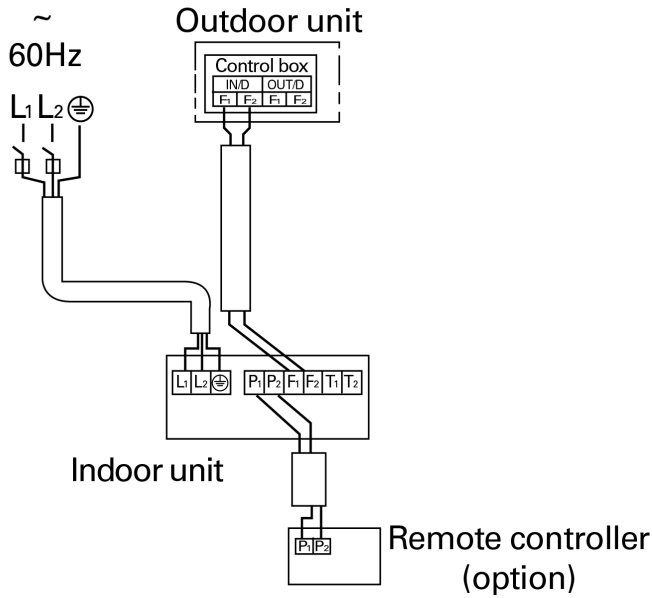 ~
60Hz
L1 L2
Outdoor unit
Control box
IN/D OUT/D
F1 F2 F1 F2
L1 L2
P1 P2 F1 F2 T1 T2
Indoor unit
P1 P2
Remote controller
(option)